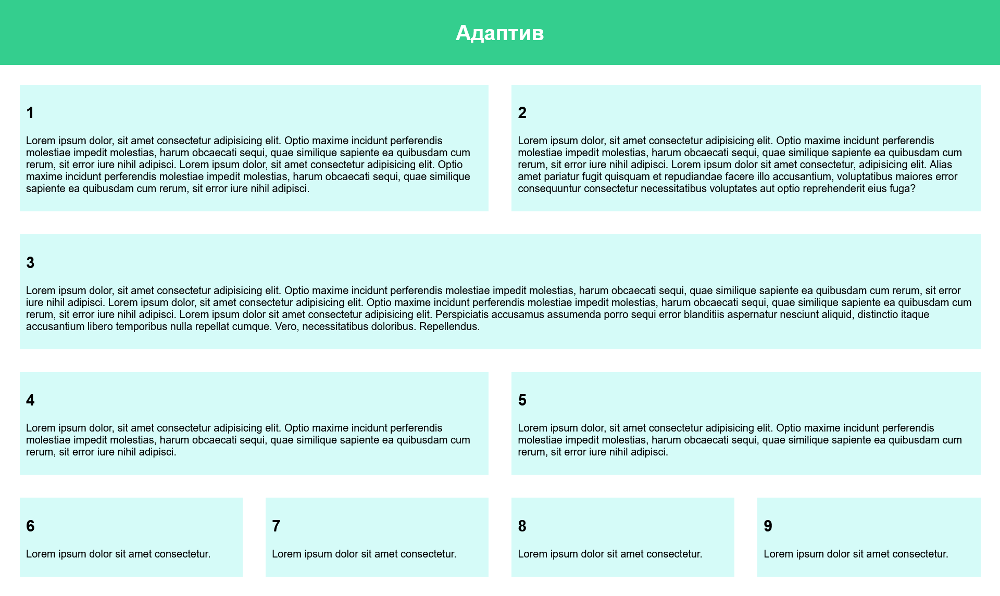 Адаптив
1
Lorem ipsum dolor, sit amet consectetur adipisicing elit. Optio maxime incidunt perferendis
molestiae impedit molestias, harum obcaecati sequi, quae similique sapiente ea quibusdam cum
rerum, sit error iure nihil adipisci. Lorem ipsum dolor, sit amet consectetur adipisicing elit. Optio
maxime incidunt perferendis molestiae impedit molestias, harum obcaecati sequi, quae similique
sapiente ea quibusdam cum rerum, sit error iure nihil adipisci.
2
Lorem ipsum dolor, sit amet consectetur adipisicing elit. Optio maxime incidunt perferendis
molestiae impedit molestias, harum obcaecati sequi, quae similique sapiente ea quibusdam cum
rerum, sit error iure nihil adipisci. Lorem ipsum dolor sit amet consectetur, adipisicing elit. Alias
amet pariatur fugit quisquam et repudiandae facere illo accusantium, voluptatibus maiores error
consequuntur consectetur necessitatibus voluptates aut optio reprehenderit eius fuga?
3
Lorem ipsum dolor, sit amet consectetur adipisicing elit. Optio maxime incidunt perferendis molestiae impedit molestias, harum obcaecati sequi, quae similique sapiente ea quibusdam cum rerum, sit error
iure nihil adipisci. Lorem ipsum dolor, sit amet consectetur adipisicing elit. Optio maxime incidunt perferendis molestiae impedit molestias, harum obcaecati sequi, quae similique sapiente ea quibusdam cum
rerum, sit error iure nihil adipisci. Lorem ipsum dolor sit amet consectetur adipisicing elit. Perspiciatis accusamus assumenda porro sequi error blanditiis aspernatur nesciunt aliquid, distinctio itaque
accusantium libero temporibus nulla repellat cumque. Vero, necessitatibus doloribus. Repellendus.
4
Lorem ipsum dolor, sit amet consectetur adipisicing elit. Optio maxime incidunt perferendis
molestiae impedit molestias, harum obcaecati sequi, quae similique sapiente ea quibusdam cum
rerum, sit error iure nihil adipisci.
5
Lorem ipsum dolor, sit amet consectetur adipisicing elit. Optio maxime incidunt perferendis
molestiae impedit molestias, harum obcaecati sequi, quae similique sapiente ea quibusdam cum
rerum, sit error iure nihil adipisci.
6
Lorem ipsum dolor sit amet consectetur.
7
Lorem ipsum dolor sit amet consectetur.
8
Lorem ipsum dolor sit amet consectetur.
9
Lorem ipsum dolor sit amet consectetur.